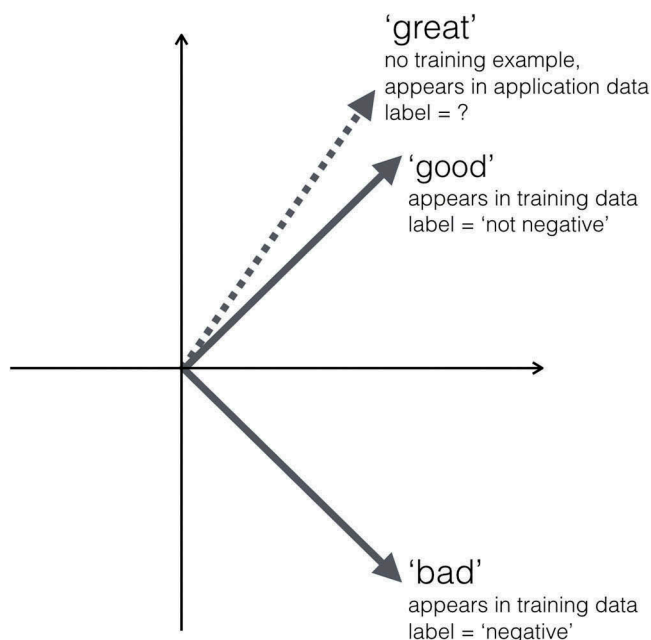 ‘great’
no training example,
appears in application data
label = ?
‘good’
appears in training data
label = ‘not negative’
‘bad’
appears in training data
label = ‘negative’